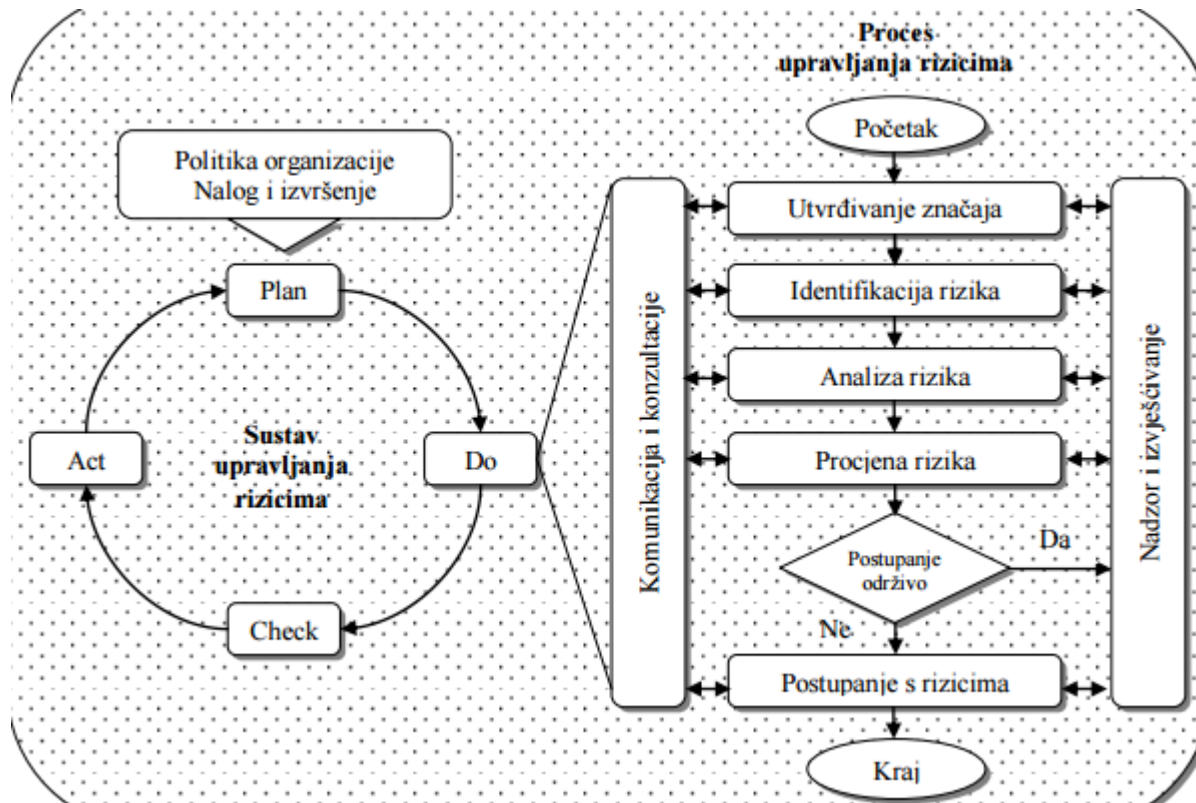 Proces
upravljanja rizicima
Početak
Politika organizacije
Nalog i izvršenje
Utvrđivanje značaja
Plan
Identifikacija rizika
Komunikacija i konzultacije
Nadzor i izvješćivanje
Analiza rizika
Sustav
upravljanja
rizicima
Act
Do
Procjena rizika
Postupanje
održivo
Da
Ne
Check
Postupanje s rizicima
Kraj